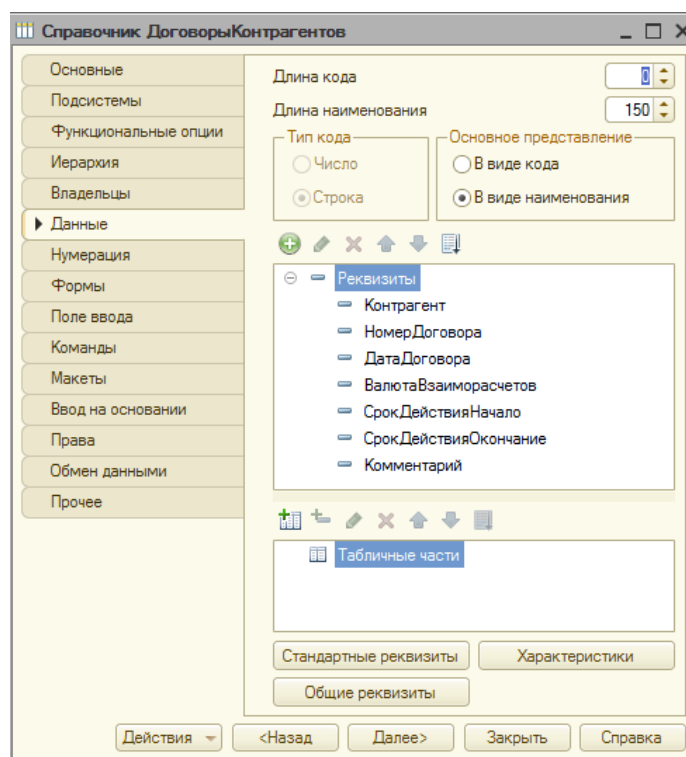 Справочник ДоговорыКонтрагентов
Основные
Подсистемы
Функциональные опции
Иерархия
Владельцы
Данные
Нумерация
Формы
Поле ввода
Команды
Макеты
Ввод на основании
Права
Обмен данными
Прочее
Длина кода 0
Длина наименования 150
Тип кода
Число
Строка
Основное представление
В виде кода
В виде наименования
Реквизиты
Контрагент
НомерДоговора
ДатаДоговора
ВалютаВзаиморасчетов
СрокДействияНачало
СрокДействияОкончание
Комментарий
Табличные части
Стандартные реквизиты
Характеристики
Общие реквизиты
Действия
<Назад
Далее>
Закрыть
Справка